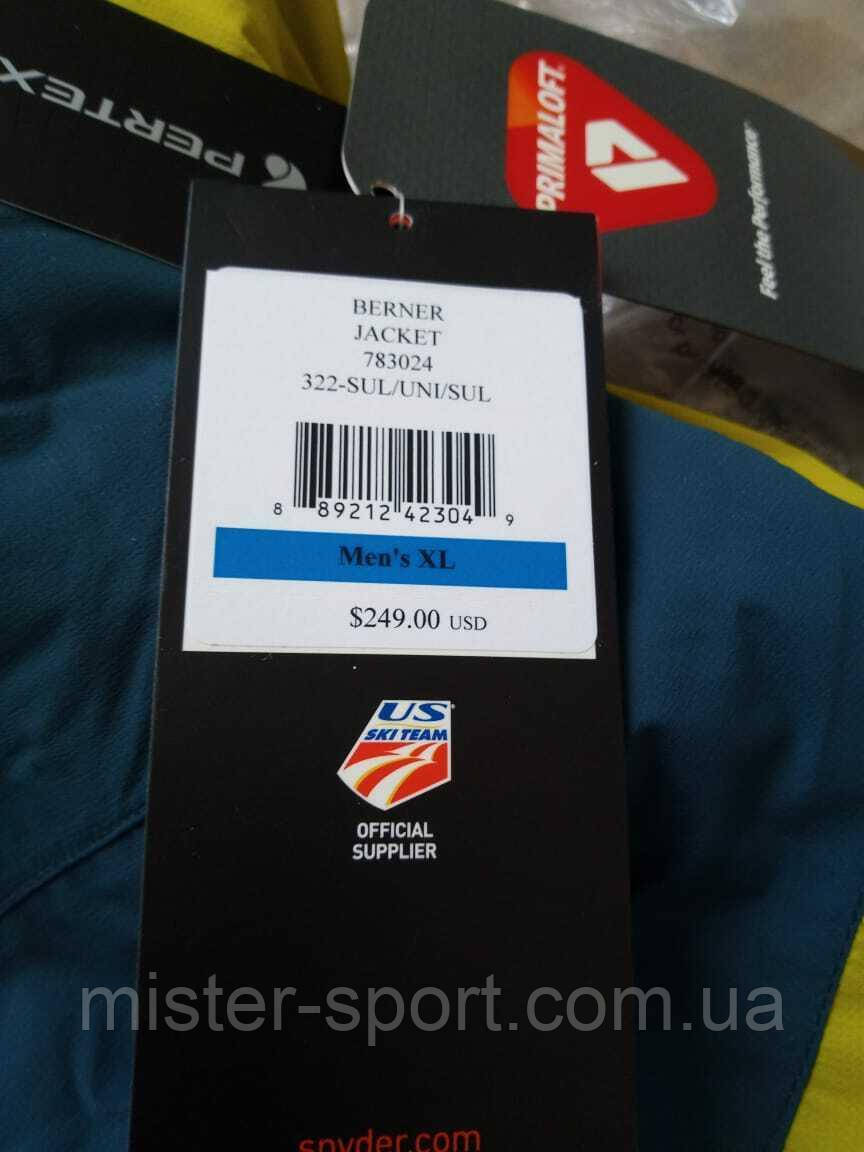 PERTEX
PRIMALOFT
Feel the Performance
BERNER
JACKET
783024
322-SUL/UNI/SUL
8 89212 42304 9
Men's XL
$249.00 USD
US
SKI TEAM
OFFICIAL
SUPPLIER
mister-sport.com.ua
spyder.com